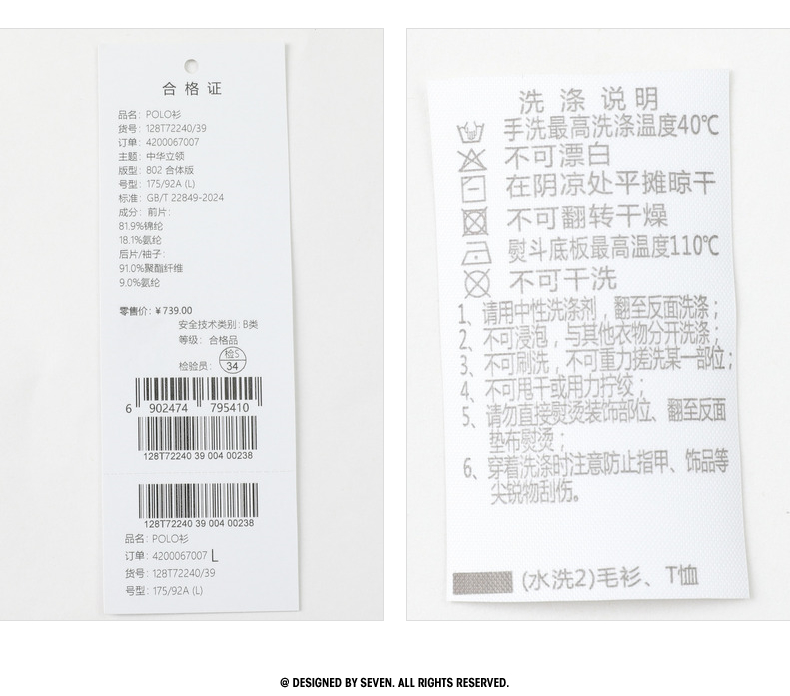 合格证
品名: POLO衫
货号: 128T72240/39
订单: 4200067007
主题: 中华立领
版型: 802 合体版
号型: 175/92A (L)
标准: GB/T 22849-2024
成分: 前片:
81.9%锦纶
18.1%氨纶
后片/袖子:
91.0%聚酯纤维
9.0%氨纶
零售价: ¥739.00
安全技术类别: B类
等级: 合格品
检验员: 检S 34
6 902474 795410
128T72240 39 004 00238
128T72240 39 004 00238
品名: POLO衫
订单: 4200067007 L
货号: 128T72240/39
号型: 175/92A (L)
洗涤说明
手洗最高洗涤温度40℃
不可漂白
在阴凉处平摊晾干
不可翻转干燥
熨斗底板最高温度110℃
不可干洗
1、请用中性洗涤剂，翻至反面洗涤；
2、不可浸泡，与其他衣物分开洗涤；
3、不可刷洗，不可重力搓洗某一部位；
4、不可甩干或用力拧绞；
5、请勿直接熨烫装饰部位、翻至反面
垫布熨烫；
6、穿着洗涤时注意防止指甲、饰品等
尖锐物刮伤。
(水洗2)毛衫、T恤
@ DESIGNED BY SEVEN. ALL RIGHTS RESERVED.